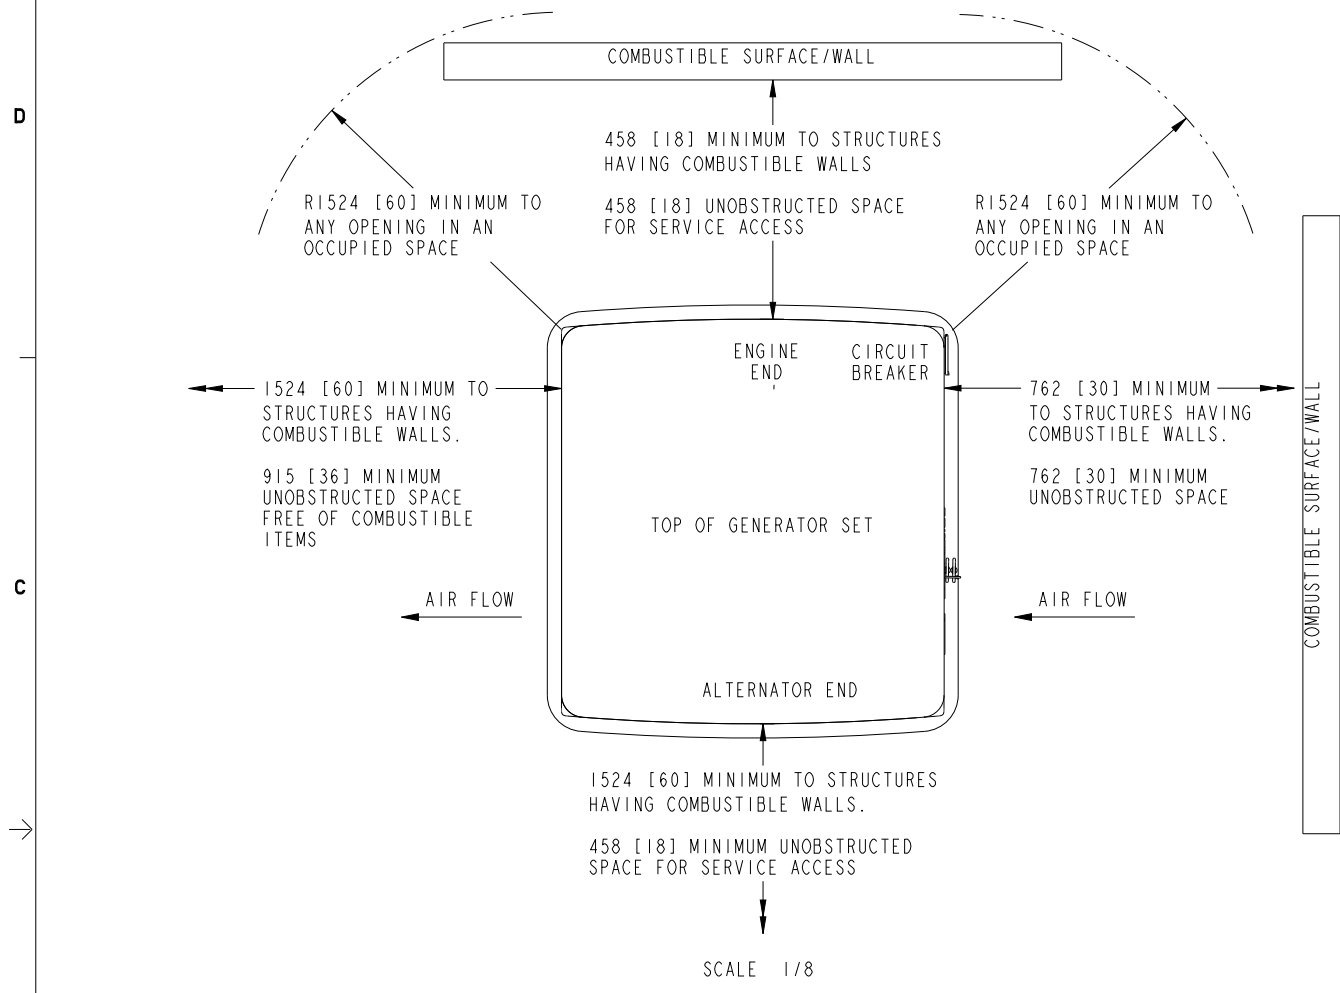 D
COMBUSTIBLE SURFACE/WALL
458 [18] MINIMUM TO STRUCTURES
HAVING COMBUSTIBLE WALLS
458 [18] UNOBSTRUCTED SPACE
FOR SERVICE ACCESS
R1524 [60] MINIMUM TO
ANY OPENING IN AN
OCCUPIED SPACE
R1524 [60] MINIMUM TO
ANY OPENING IN AN
OCCUPIED SPACE
ENGINE
END
CIRCUIT
BREAKER
1524 [60] MINIMUM TO
STRUCTURES HAVING
COMBUSTIBLE WALLS.
915 [36] MINIMUM
UNOBSTRUCTED SPACE
FREE OF COMBUSTIBLE
ITEMS
762 [30] MINIMUM
TO STRUCTURES HAVING
COMBUSTIBLE WALLS.
762 [30] MINIMUM
UNOBSTRUCTED SPACE
COMBUSTIBLE SURFACE/WALL
TOP OF GENERATOR SET
C
AIR FLOW
AIR FLOW
ALTERNATOR END
1524 [60] MINIMUM TO STRUCTURES
HAVING COMBUSTIBLE WALLS.
458 [18] MINIMUM UNOBSTRUCTED
SPACE FOR SERVICE ACCESS
SCALE 1/8